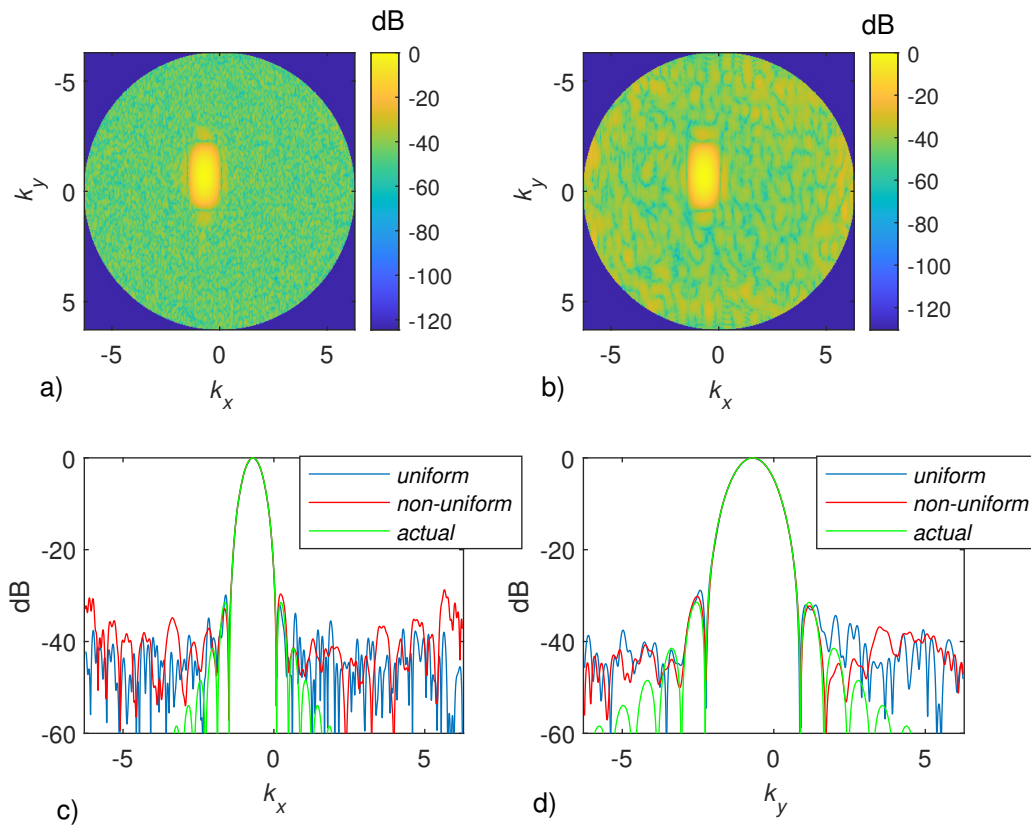 dB
-5
0
5
k_y
-5 0 5
k_x
0
-20
-40
-60
-80
-100
-120
a)
dB
-5
0
5
k_y
-5 0 5
k_x
0
-20
-40
-60
-80
-100
-120
b)
0
-20
-40
-60
dB
-5 0 5
k_x
uniform
non-uniform
actual
c)
0
-20
-40
-60
dB
-5 0 5
k_y
uniform
non-uniform
actual
d)